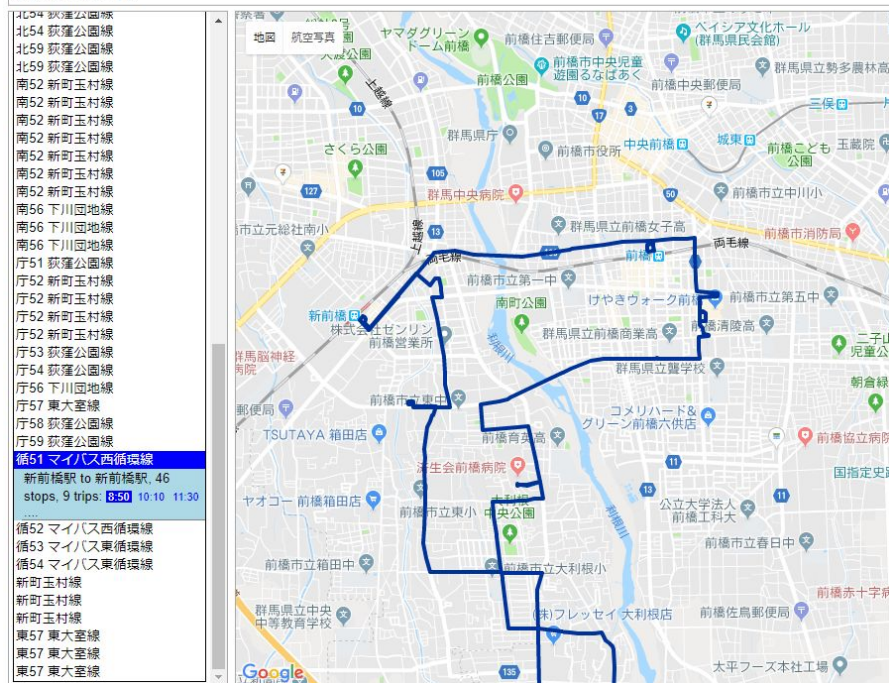 北54 荻窪公園線
北54 荻窪公園線
北59 荻窪公園線
北59 荻窪公園線
南52 新町玉村線
南52 新町玉村線
南52 新町玉村線
南52 新町玉村線
南52 新町玉村線
南52 新町玉村線
南52 新町玉村線
南56 下川団地線
南56 下川団地線
南56 下川団地線
庁51 荻窪公園線
庁52 新町玉村線
庁52 新町玉村線
庁52 新町玉村線
庁52 新町玉村線
庁53 荻窪公園線
庁54 荻窪公園線
庁56 下川団地線
庁57 東大室線
庁58 荻窪公園線
庁59 荻窪公園線
循51 マイバス西循環線
新前橋駅 to 新前橋駅, 46
stops, 9 trips: 8:50 10:10 11:30
....
循52 マイバス西循環線
循53 マイバス東循環線
循54 マイバス東循環線
新町玉村線
新町玉村線
新町玉村線
東57 東大室線
東57 東大室線
東57 東大室線
地図
航空写真
ヤマダグリーン
ドーム前橋
前橋住吉郵便局
ベイシア文化ホール
(群馬県民会館)
前橋市中央児童
遊園るなぱあく
群馬県立勢多農林高
前橋公園
前橋中央郵便局
上越線
10
10
3
17
三俣
群馬県庁
中央前橋
城東
前橋こども
公園
玉蔵院
さくら公園
前橋市役所
105
127
群馬中央病院
50
前橋市立中川小
市立元総社南小
13
上越線
群馬県立前橋女子高
前橋市消防局
両毛線
両毛線
前橋
前橋市立第一中
新前橋
南町公園
けやきウォーク前橋
前橋市立第五中
株式会社ゼンリン
前橋営業所
群馬県立前橋商業高
前橋清陵高
二子山
児童公
群馬脳神経
病院
利根川
群馬県立聾学校
朝倉緑
前橋市立東中
郵便局
コメリハード&
グリーン前橋六供店
TSUTAYA 箱田店
前橋育英高
前橋協立病院
済生会前橋病院
11
国指定史跡
13
11
ヤオコー 前橋箱田店
大利根
中央公園
公立大学法人
前橋工科大
前橋市立東小
利根川
前橋市立春日中
前橋市立箱田中
前橋市立大利根小
前橋赤十字病
群馬県立中央
中等教育学校
(株)フレッセイ 大利根店
前橋佐鳥郵便局
135
太平フーズ本社工場
Google